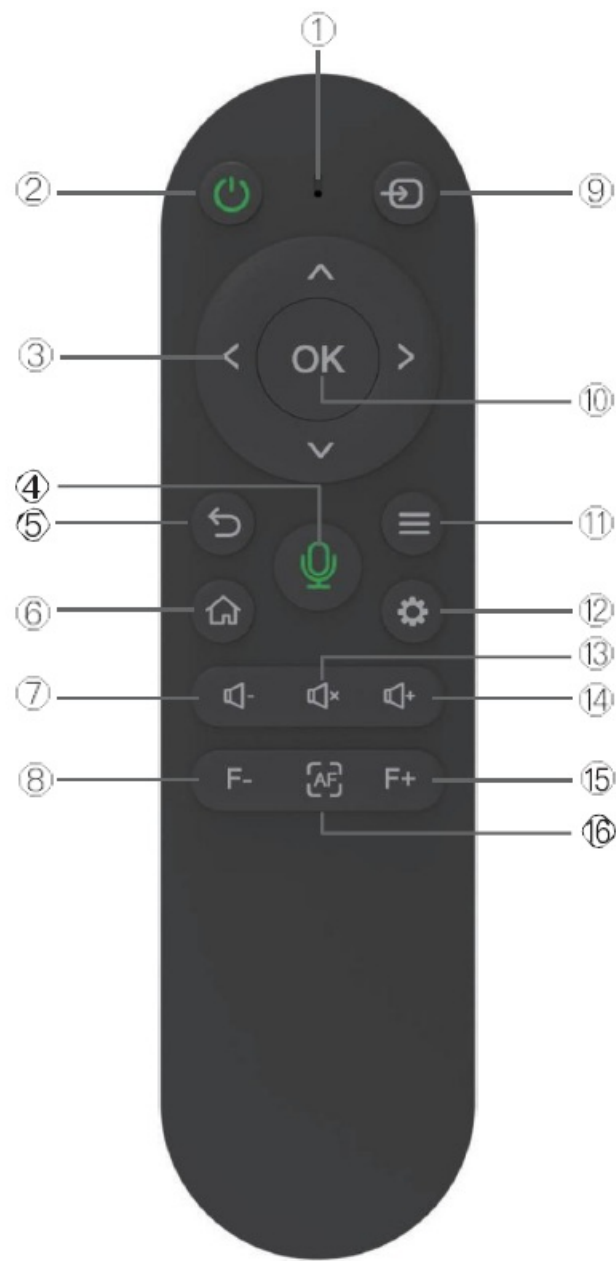 ①
② ⑨
③ OK
⑩
④
⑤ ⑪
⑥ ⑫
⑬
⑦ - × + ⑭
⑧ F- AF F+ ⑮
⑯